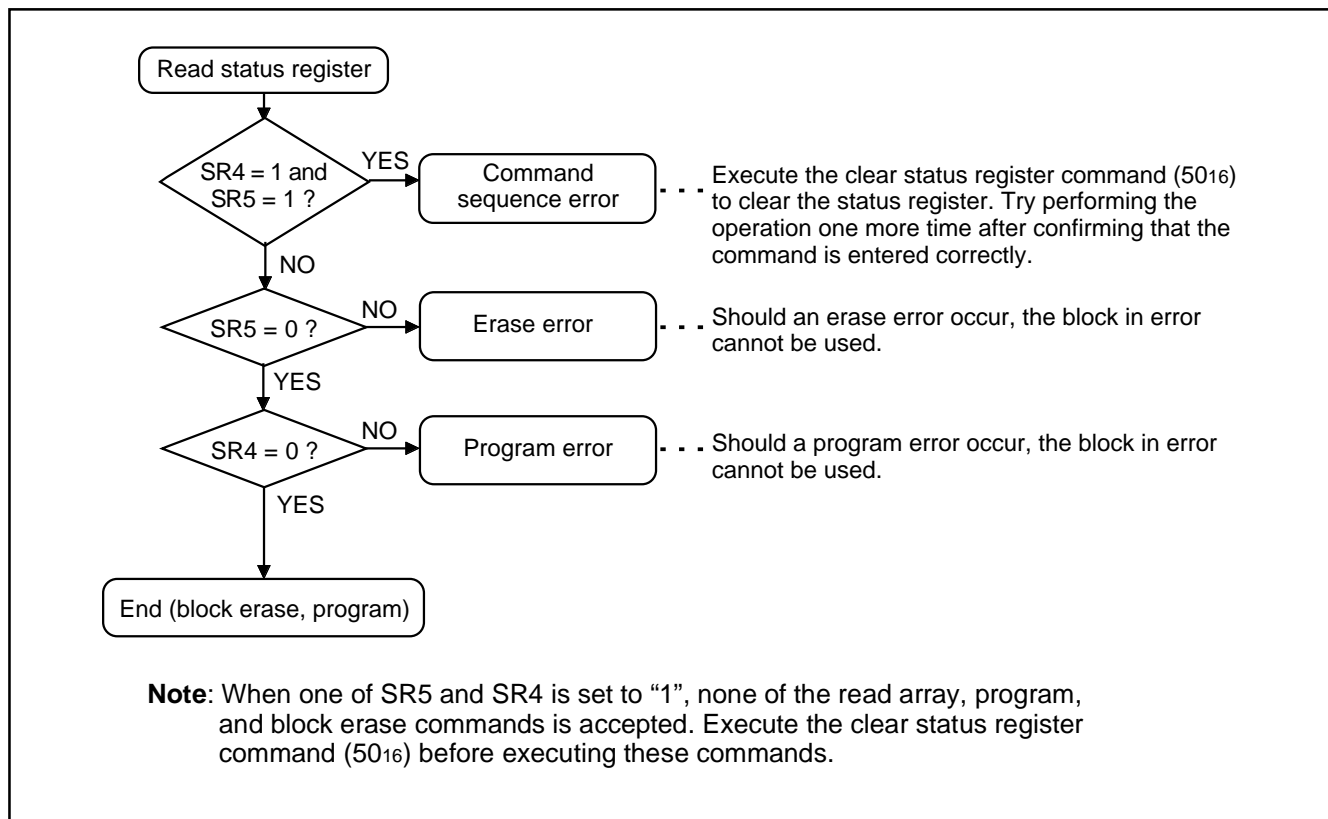 Read status register
SR4 = 1 and
SR5 = 1 ?
YES
Command
sequence error
Execute the clear status register command (5016)
to clear the status register. Try performing the
operation one more time after confirming that the
command is entered correctly.
NO
SR5 = 0 ?
NO
Erase error
Should an erase error occur, the block in error
cannot be used.
YES
SR4 = 0 ?
NO
Program error
Should a program error occur, the block in error
cannot be used.
YES
End (block erase, program)
Note: When one of SR5 and SR4 is set to “1”, none of the read array, program,
and block erase commands is accepted. Execute the clear status register
command (5016) before executing these commands.